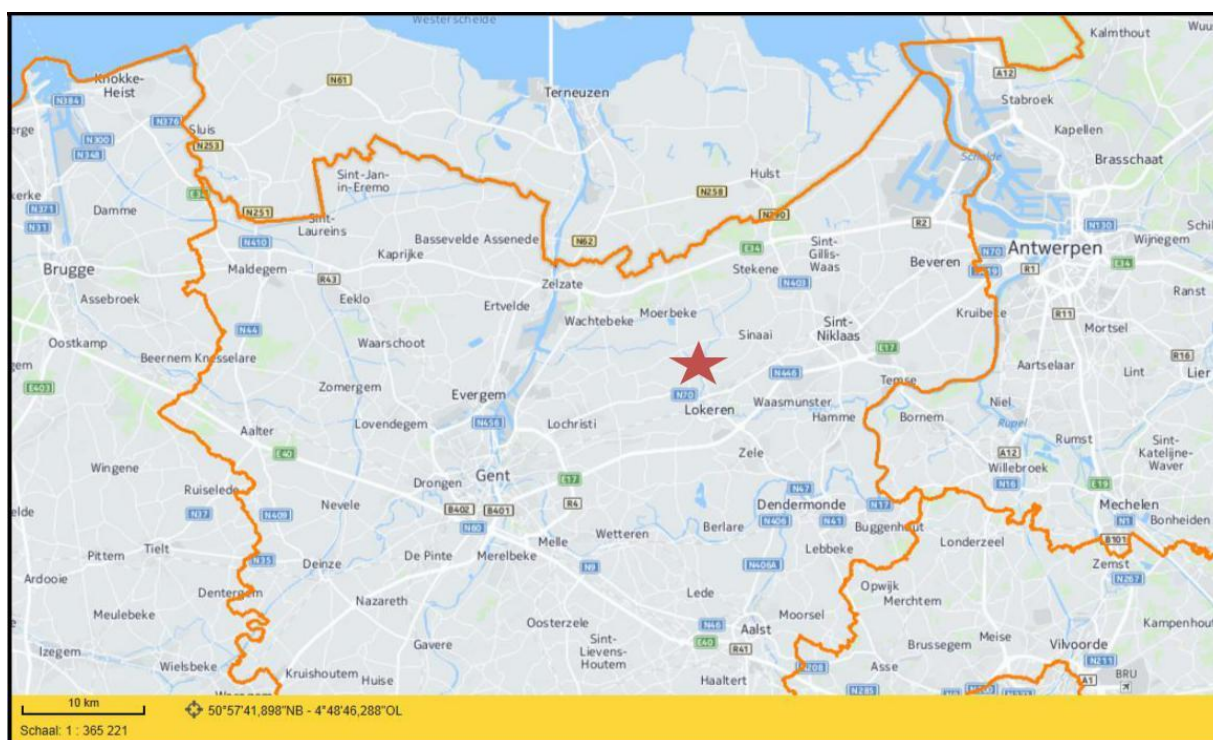 Westerschelde
Kalmthout
Knokke-
Heist
N61
A12
N384
Terneuzen
Stabroek
N376
Sluis
Kapellen
N300
N253
N348
Schelde
Brasschaat
Sint-Jan-
in-Eremo
Hulst
N258
N371
Damme
N251
N290
R2
N130
N31
Sint-
Laureins
Bassevelde
Assenede
N62
Sint-
Gillis-
Waas
N70
Antwerpen
Wijnegem
N410
Kaprijke
E34
Beveren
R1
E34
Brugge
Maldegem
R43
Stekene
N403
Zelzate
Ranst
Assebroek
Eeklo
Ertvelde
Moerbeke
Kruibeke
R11
Wachtebeke
Sinaai
Sint-
Niklaas
Mortsel
N44
Oostkamp
Waarschoot
E17
R16
Beernem
Knesselare
Aartselaar
Lint
Lier
E403
Zomergem
N446
Temse
Evergem
N70
Waasmunster
Niel
Lokeren
Hamme
Bornem
N456
Lovendegem
Lochristi
Rupel
Rumst
Aalter
Zele
A12
Sint-
Katelijne-
Waver
E40
Wingene
Gent
Willebroek
Drongen
E17
N16
E19
Ruiselede
N47
Nevele
R4
Dendermonde
N17
Mechelen
B402
B401
N37
N409
N60
Berlare
N406
N41
Buggenhout
N1
Bonheiden
Wetteren
Melle
Londerzeel
B101
Tielt
Pittem
De Pinte
Merelbeke
Lebbeke
N35
Deinze
N9
N406A
Zemst
Ardooie
Opwijk
N267
Dentergem
Lede
Merchtem
Nazareth
Meulebeke
Moorsel
Oosterzele
N46
Kampenhout
Aalst
Gavere
Sint-
Lievens-
Houtem
E40
R41
Brussegem
Meise
Vilvoorde
Izegem
Wielsbeke
N211
Kruishoutem
Huise
Haaltert
N208
Asse
A1
BRU
N285
10 km
50°57'41,898"NB - 4°48'46,288"OL
Schaal: 1 : 365 221